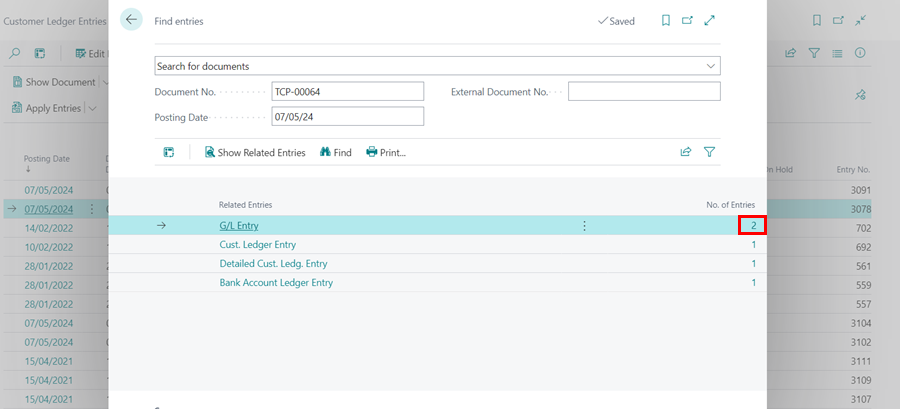 Customer Ledger Entries
Find entries
Saved
Edit
Search for documents
Show Document
Document No.
TCP-00064
External Document No.
Apply Entries
Posting Date
07/05/24
Show Related Entries
Find
Print...
Posting Date
On Hold
Entry No.
07/05/2024
3091
Related Entries
No. of Entries
07/05/2024
3078
G/L Entry
2
14/02/2022
702
Cust. Ledger Entry
1
10/02/2022
692
Detailed Cust. Ledg. Entry
1
28/01/2022
561
Bank Account Ledger Entry
1
28/01/2022
559
28/01/2022
557
07/05/2024
3104
07/05/2024
3102
15/04/2021
3111
15/04/2021
3109
15/04/2021
3107